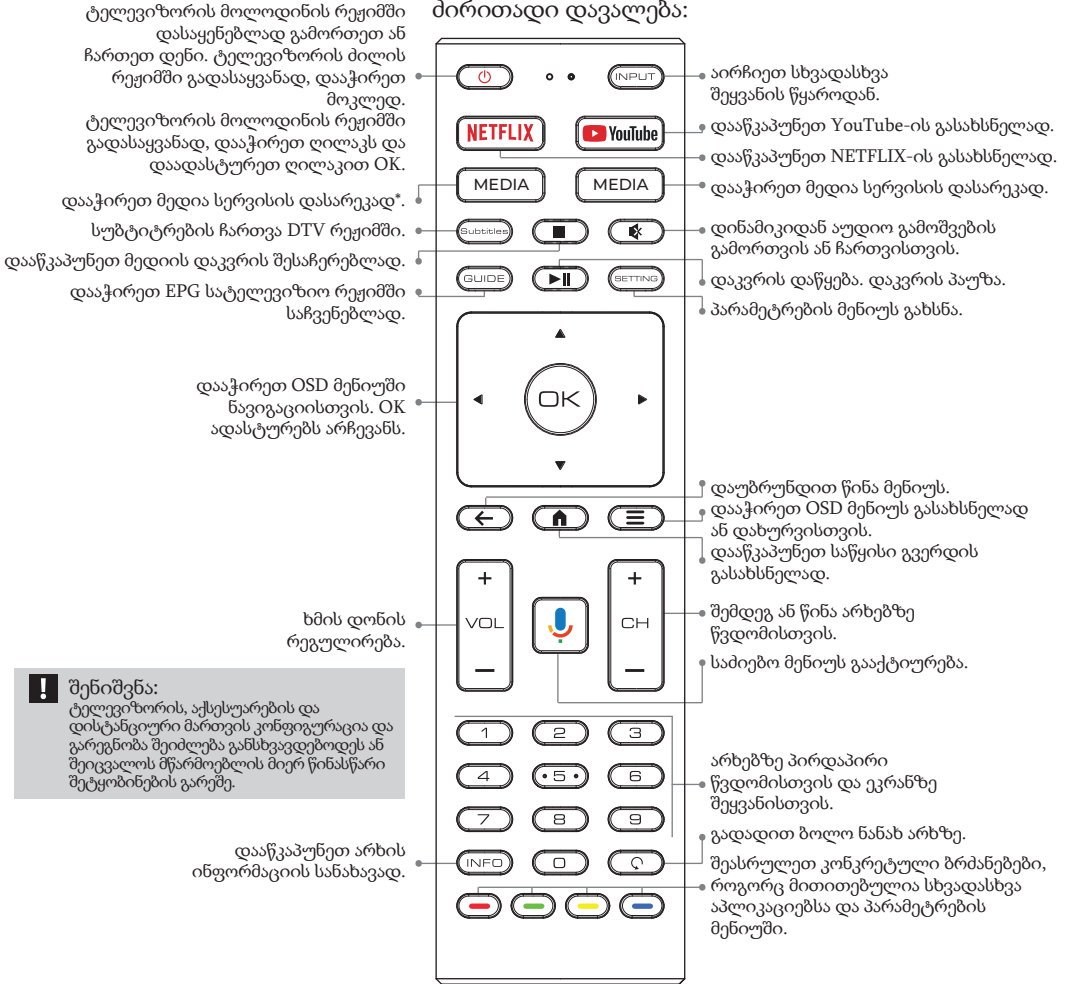 ძირითადი დავალება:
ტელევიზორის მოლოდინის რეჟიმში
დასაყენებლად გამორთეთ ან
ჩართეთ დენი. ტელევიზორის ძილის
რეჟიმში გადასაყვანად, დააჭირეთ
მოკლედ.
ტელევიზორის მოლოდინის რეჟიმში
გადასაყვანად, დააჭირეთ ღილაკს და
დაადასტურეთ ღილაკით OK.
დააჭირეთ მედია სერვისის დასარეკად*.
სუბტიტრების ჩართვა DTV რეჟიმში.
დააწკაპუნეთ მედიის დაკვრის შესაჩერებლად.
დააჭირეთ EPG სატელევიზიო რეჟიმში
საჩვენებლად.
დააჭირეთ OSD მენიუში
ნავიგაციისთვის. OK
ადასტურებს არჩევანს.
ხმის დონის
რეგულირება.
შენიშვნა:
ტელევიზორის, აქსესუარების და
დისტანციური მართვის კონფიგურაცია და
გარეგნობა შეიძლება განსხვავდებოდეს ან
შეიცვალოს მწარმოებლის მიერ წინასწარი
შეტყობინების გარეშე.
დააწკაპუნეთ არხის
ინფორმაციის სანახავად.
INPUT
NETFLIX
YouTube
MEDIA
MEDIA
Subtitles
GUIDE
SETTING
OK
+
+
VOL
CH
−
−
1
2
3
4
5
6
7
8
9
INFO
0
აირჩიეთ სხვადასხვა
შეყვანის წყაროდან.
დააწკაპუნეთ YouTube-ის გასახსნელად.
დააწკაპუნეთ NETFLIX-ის გასახსნელად.
დააჭირეთ მედია სერვისის დასარეკად.
დინამიკიდან აუდიო გამოშვების
გამორთვის ან ჩართვისთვის.
დაკვრის დაწყება. დაკვრის პაუზა.
პარამეტრების მენიუს გახსნა.
დაუბრუნდით წინა მენიუს.
დააჭირეთ OSD მენიუს გასახსნელად
ან დახურვისთვის.
დააწკაპუნეთ საწყისი გვერდის
გასახსნელად.
შემდეგ ან წინა არხებზე
წვდომისთვის.
საძიებო მენიუს გააქტიურება.
არხებზე პირდაპირი
წვდომისთვის და ეკრანზე
შეყვანისთვის.
გადადით ბოლო ნანახ არხზე.
შეასრულეთ კონკრეტული ბრძანებები,
როგორც მითითებულია სხვადასხვა
აპლიკაციებსა და პარამეტრების
მენიუში.